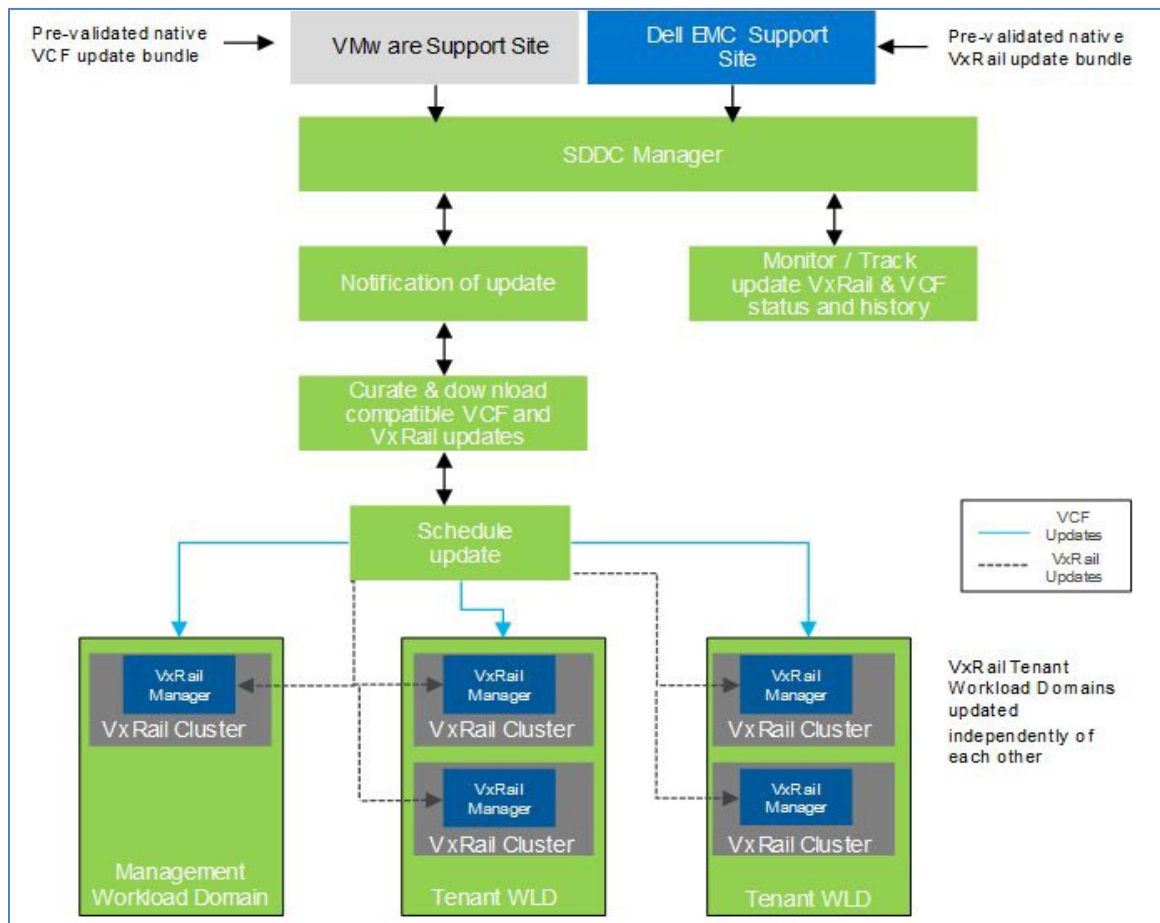 Pre-validated native
VCF update bundle
VMware Support Site
Dell EMC Support
Site
Pre-validated native
VxRail update bundle
SDDC Manager
Notification of update
Monitor / Track
update VxRail & VCF
status and history
Curate & download
compatible VCF and
VxRail updates
Schedule
update
VCF
Updates
VxRail
Updates
VxRail
Manager
VxRail Cluster
Management
Workload Domain
VxRail
Manager
VxRail Cluster
VxRail
Manager
VxRail Cluster
Tenant WLD
VxRail
Manager
VxRail Cluster
VxRail
Manager
VxRail Cluster
Tenant WLD
VxRail Tenant
Workload Domains
updated
independently of
each other